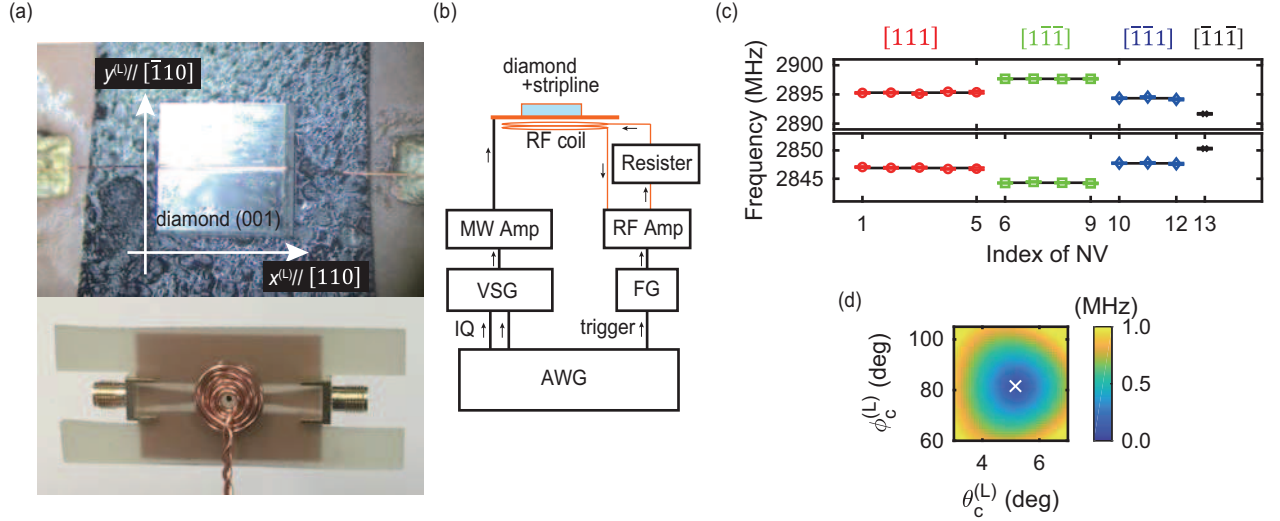 (a)
y⁽ᴸ⁾// [1̅10]
diamond (001)
x⁽ᴸ⁾// [110]
(b)
diamond
+stripline
RF coil
Resister
MW Amp
RF Amp
VSG
FG
IQ
trigger
AWG
(c)
[111] [11̅1̅] [1̅1̅1] [1̅11̅]
Frequency (MHz)
2900
2895
2890
2850
2845
1 5 6 9 10 12 13
Index of NV
(d)
(MHz)
ϕ_c^(L) (deg)
100
80
60
4 6
θ_c^(L) (deg)
1.0
0.5
0.0